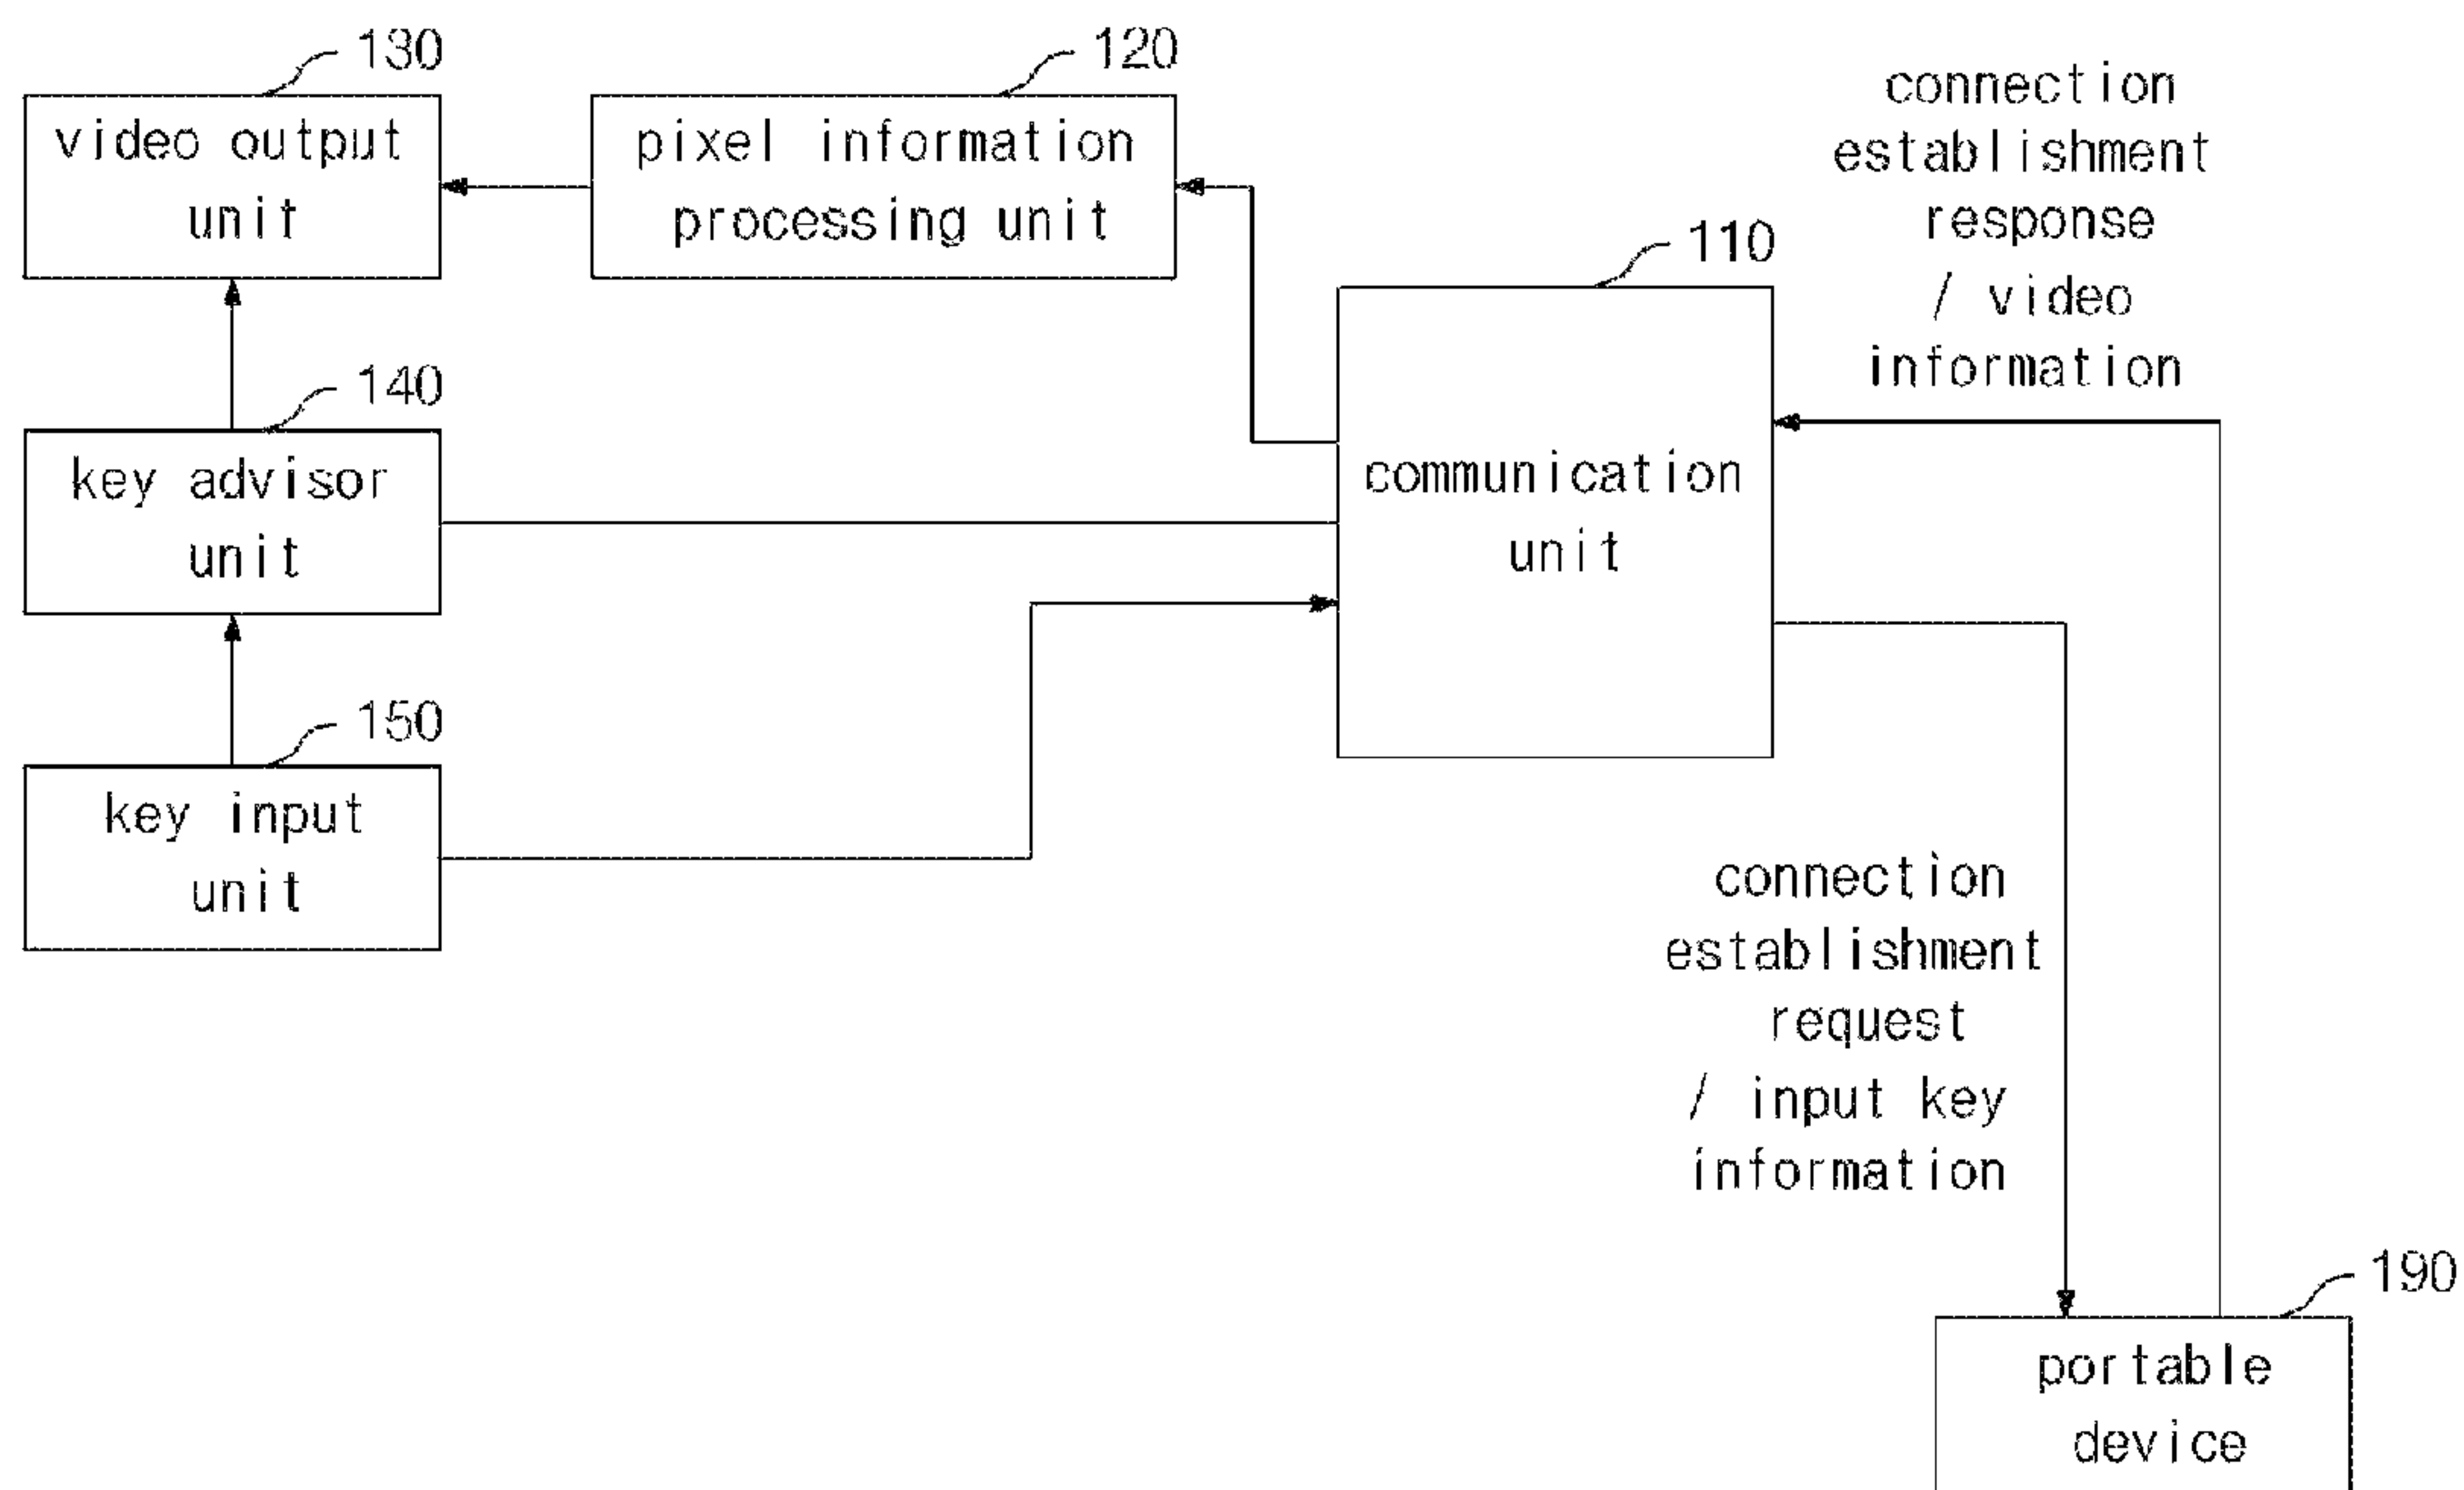 130
video output
unit
120
pixel information
processing unit
connection
establishment
response
/ video
information
110
communication
unit
140
key advisor
unit
150
key input
unit
connection
establishment
request
/ input key
information
190
portable
device